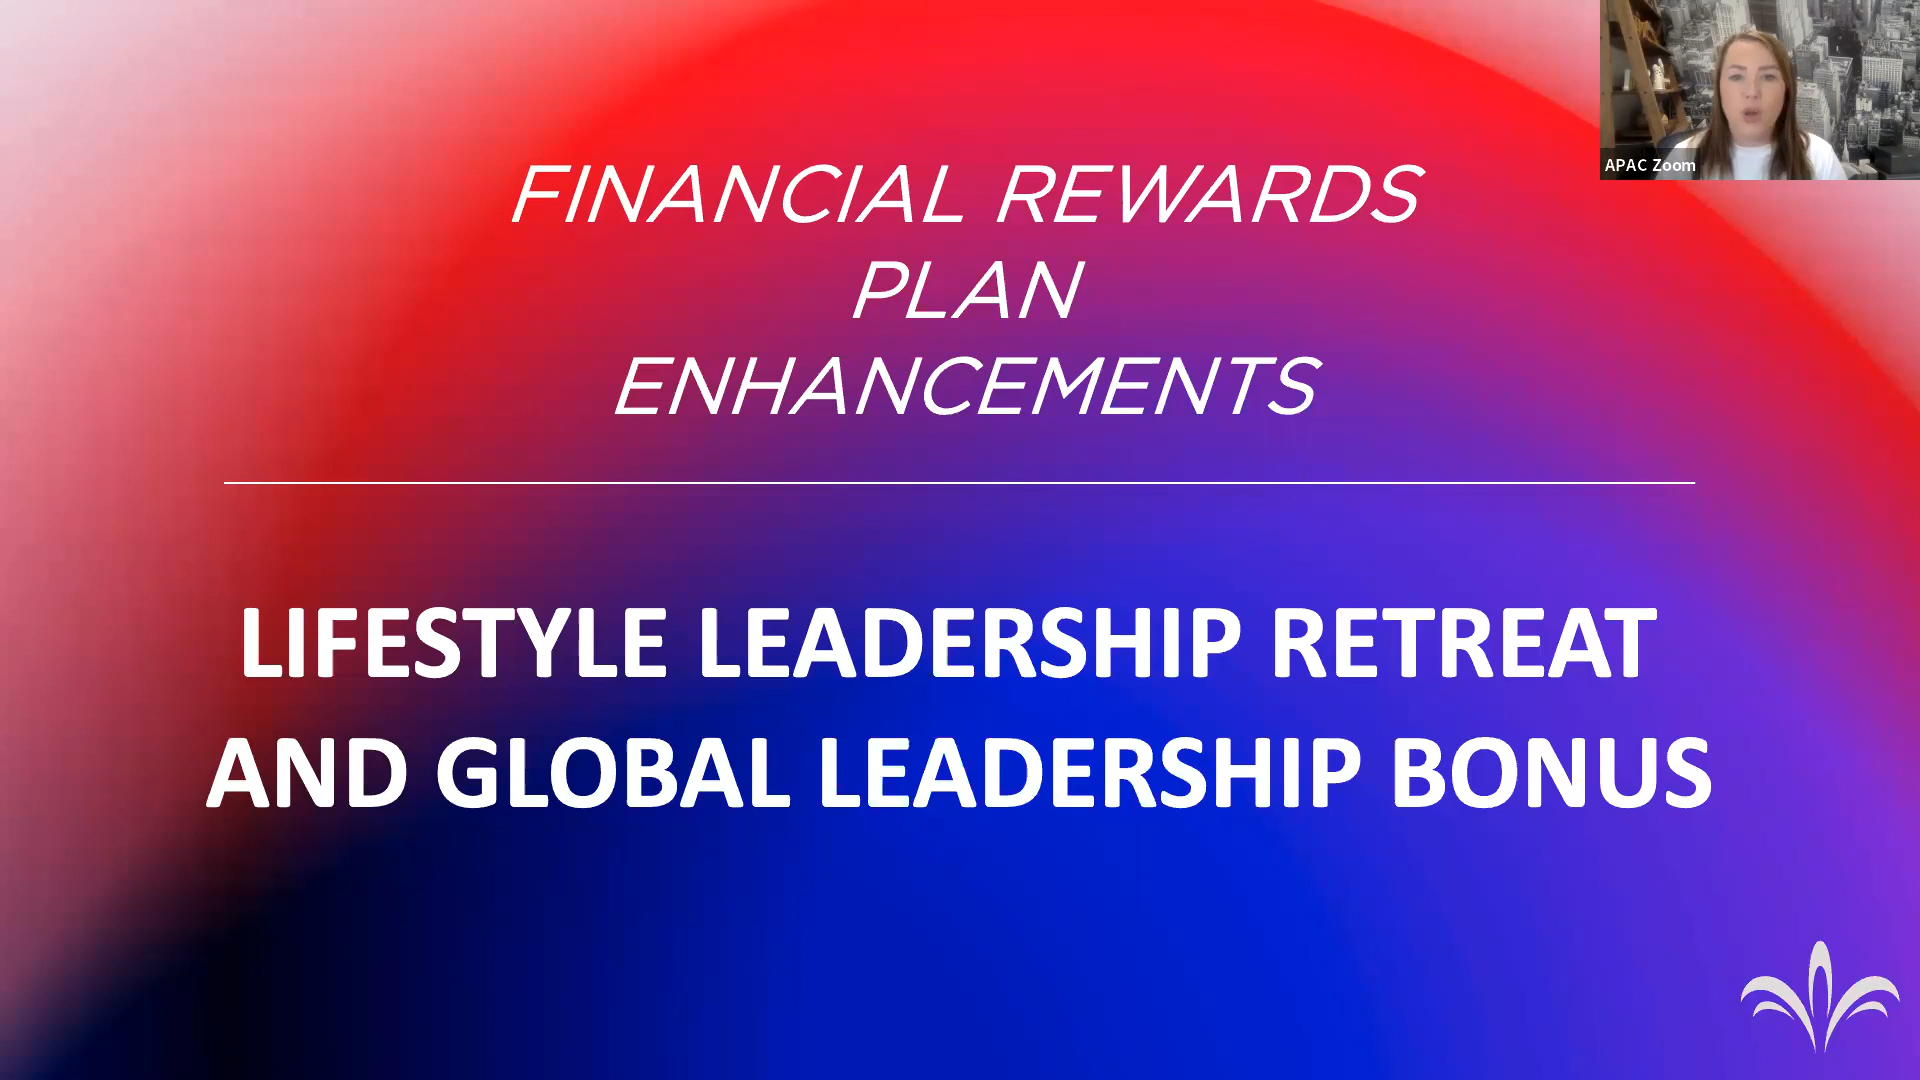 FINANCIAL REWARDS
PLAN
ENHANCEMENTS
LIFESTYLE LEADERSHIP RETREAT
AND GLOBAL LEADERSHIP BONUS
APAC Zoom